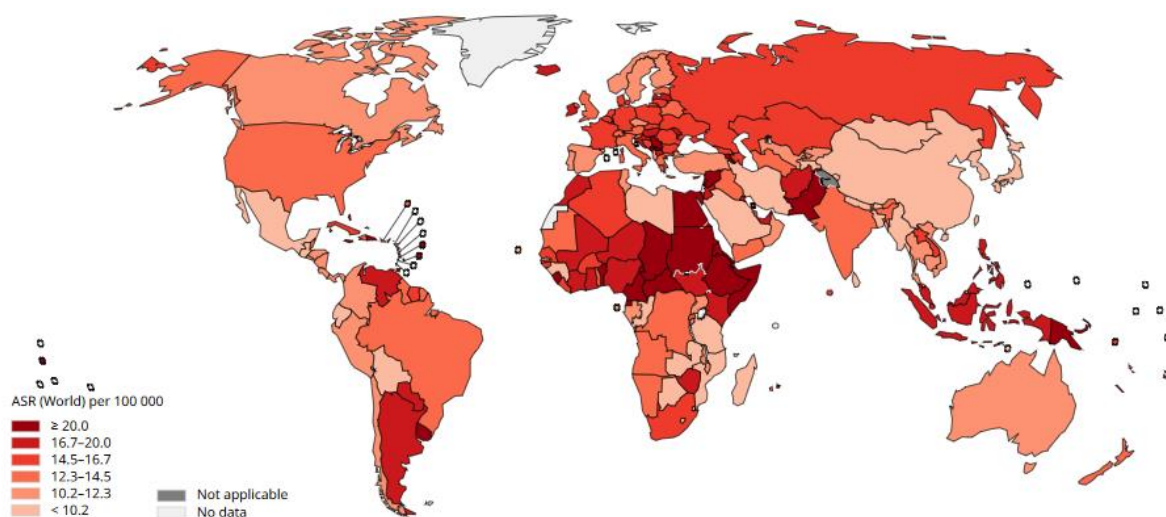 ASR (World) per 100 000
≥ 20.0
16.7–20.0
14.5–16.7
12.3–14.5
10.2–12.3
< 10.2
Not applicable
No data